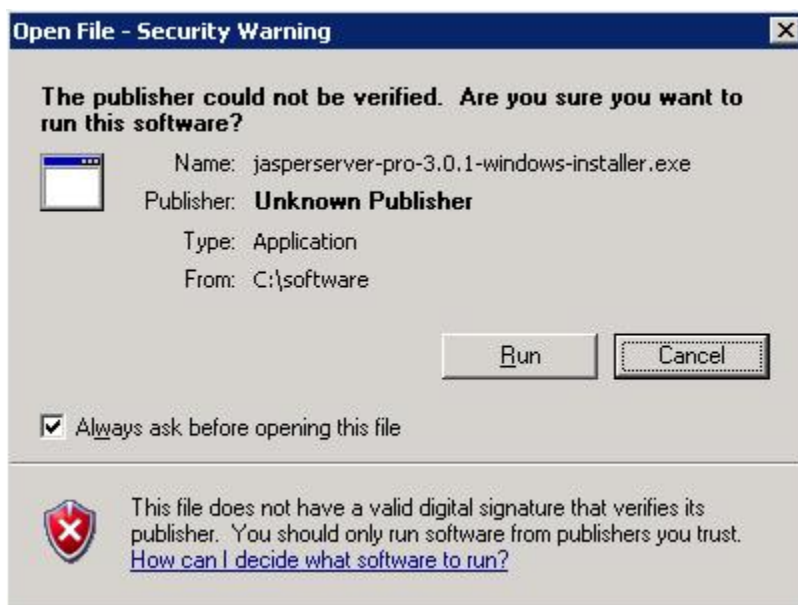 Open File - Security Warning
The publisher could not be verified.  Are you sure you want to
run this software?
Name: jasperserver-pro-3.0.1-windows-installer.exe
Publisher: Unknown Publisher
Type: Application
From: C:\software
Run Cancel
Always ask before opening this file
This file does not have a valid digital signature that verifies its
publisher.  You should only run software from publishers you trust.
How can I decide what software to run?